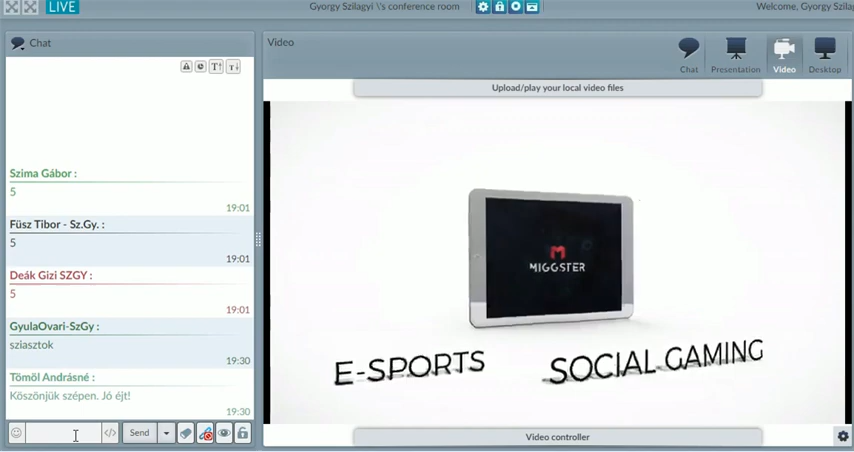 LIVE
Gyorgy Szilagyi \'s conference room
Welcome, Gyorgy Szilag
Chat
Szima Gábor :
5
19:01
Füsz Tibor - Sz.Gy. :
5
19:01
Deák Gizi SZGY :
5
19:01
GyulaOvari-SzGy :
sziasztok
19:30
Tömöl Andrásné :
Köszönjük szépen. Jó éjt!
19:30
Send
Video
Chat
Presentation
Video
Desktop
Upload/play your local video files
MIGGSTER
E-SPORTS
SOCIAL GAMING
Video controller